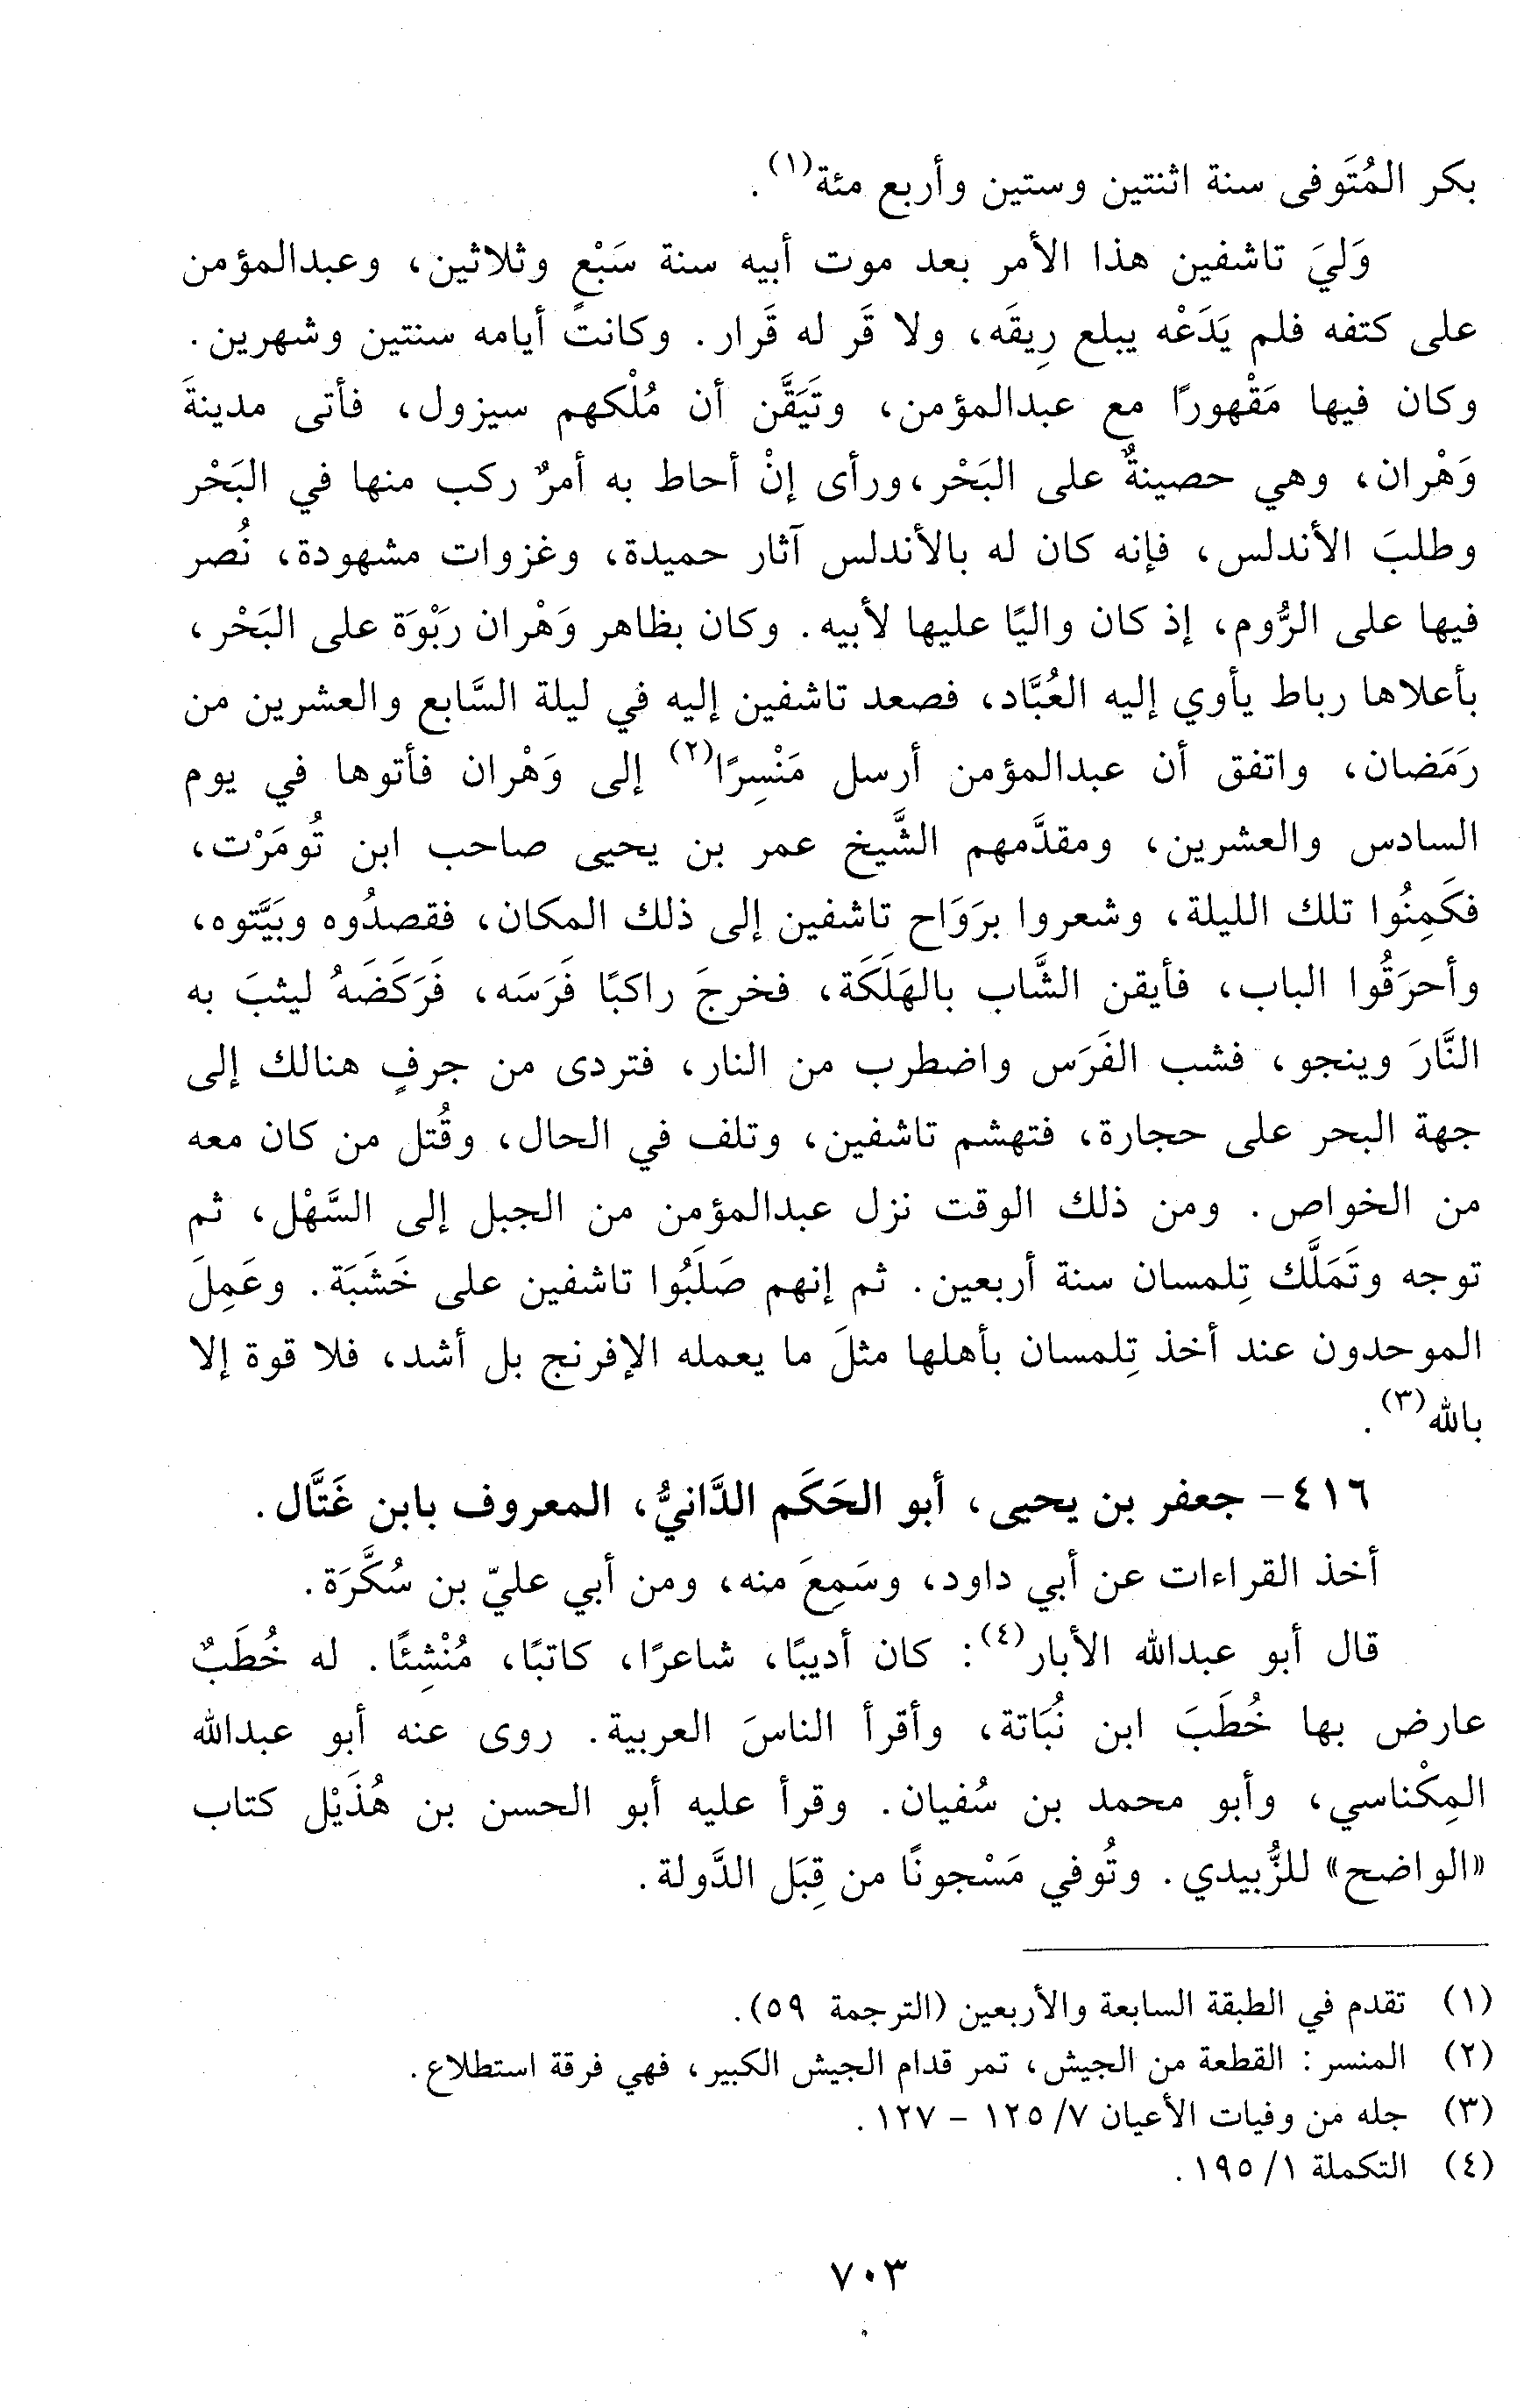 بكر المُتَوفى سنة اثنتين وستين وأربع مئة(١).
وَليَ تاشفين هذا الأمر بعد موت أبيه سنة سَبْعٍ وثلاثين، وعبدالمؤمن
على كتفه فلم يَدَعْه يبلع رِيقَه، ولا قَر له قَرار. وكانت أيامه سنتين وشهرين.
وكان فيها مَقْهورًا مع عبدالمؤمن، وتَيَقَّن أن مُلْكهم سيزول، فأتى مدينةَ
وَهْران، وهي حصينةٌ على البَحْر،ورأى إنْ أحاط به أمرٌ ركب منها في البَحْر
وطلبَ الأندلس، فإنه كان له بالأندلس آثار حميدة، وغزوات مشهودة، نُصر
فيها على الرُّوم، إذ كان واليًا عليها لأبيه. وكان بظاهر وَهْران رَبْوَة على البَحْر،
بأعلاها رباط يأوي إليه العُبَّاد، فصعد تاشفين إليه في ليلة السَّابع والعشرين من
رَمَضان، واتفق أن عبدالمؤمن أرسل مَنْسِرًا(٢) إلى وَهْران فأتوها في يوم
السادس والعشرين، ومقدَّمهم الشَّيخ عمر بن يحيى صاحب ابن تُومَرْت،
فكَمِنُوا تلك الليلة، وشعروا برَوَاح تاشفين إلى ذلك المكان، فقصدُوه وبَيَّتوه،
وأحرَقُوا الباب، فأيقن الشَّاب بالهَلَكَة، فخرجَ راكبًا فَرَسَه، فَرَكَضَهُ ليثبَ به
النَّارَ وينجو، فشب الفَرَس واضطرب من النار، فتردى من جرفٍ هنالك إلى
جهة البحر على حجارة، فتهشم تاشفين، وتلف في الحال، وقُتل من كان معه
من الخواص. ومن ذلك الوقت نزل عبدالمؤمن من الجبل إلى السَّهْل، ثم
توجه وتَمَلَّك تِلمسان سنة أربعين. ثم إنهم صَلَبُوا تاشفين على خَشَبَة. وعَمِلَ
الموحدون عند أخذ تِلمسان بأهلها مثلَ ما يعمله الإفرنج بل أشد، فلا قوة إلا
بالله(٣).
٤١٦- جعفر بن يحيى، أبو الحَكَم الدَّانيُّ، المعروف بابن غَتَّال.
أخذ القراءات عن أبي داود، وسَمِعَ منه، ومن أبي عليّ بن سُكَّرَة.
قال أبو عبدالله الأبار(٤): كان أديبًا، شاعرًا، كاتبًا، مُنْشِئًا. له خُطَبٌ
عارض بها خُطَبَ ابن نُبَاتة، وأقرأ الناسَ العربية. روى عنه أبو عبدالله
المِكْناسي، وأبو محمد بن سُفيان. وقرأ عليه أبو الحسن بن هُذَيْل كتاب
«الواضح» للزُّبيدي. وتُوفي مَسْجونًا من قِبَل الدَّولة.
(١) تقدم في الطبقة السابعة والأربعين (الترجمة ٥٩).
(٢) المنسر: القطعة من الجيش، تمر قدام الجيش الكبير، فهي فرقة استطلاع.
(٣) جله من وفيات الأعيان ٧/ ١٢٥ - ١٢٧.
(٤) التكملة ١/ ١٩٥.
٧٠٣